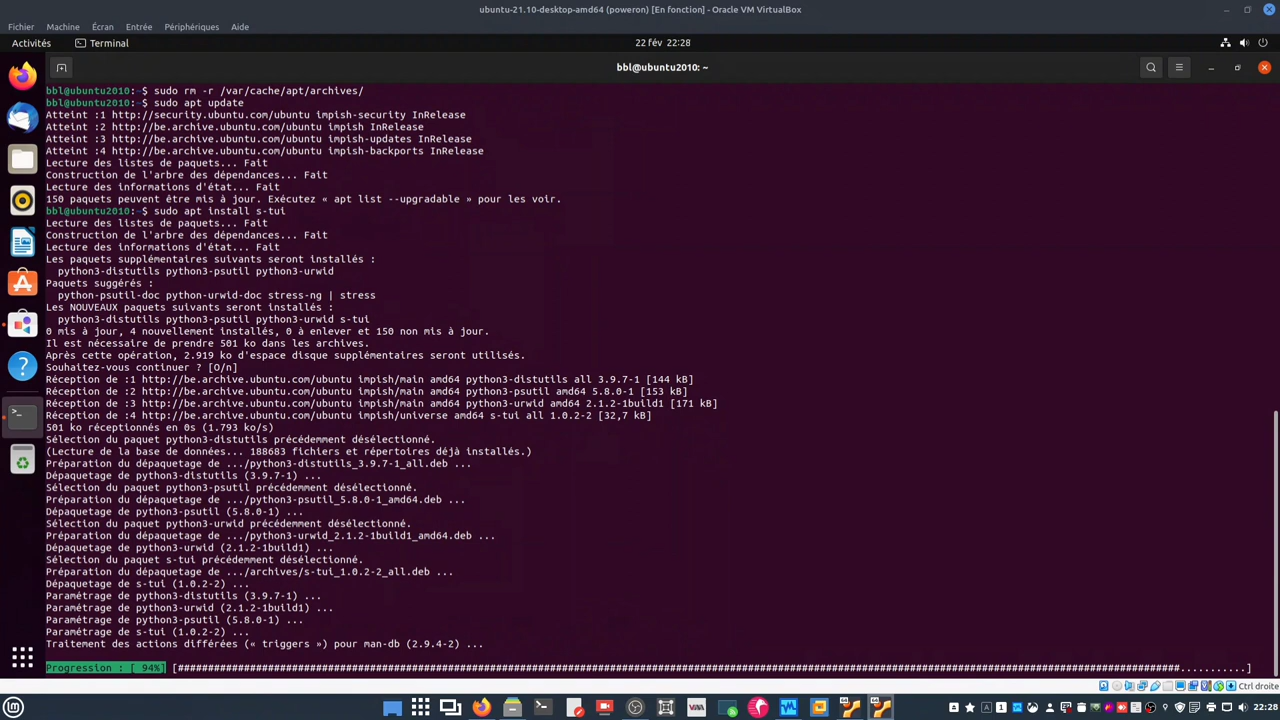 ubuntu-21.10-desktop-amd64 (poweron) [En fonction] - Oracle VM VirtualBox
Fichier Machine Écran Entrée Périphériques Aide
Activités Terminal 22 fév 22:28
bbl@ubuntu2010: ~
bbl@ubuntu2010:~$ sudo rm -r /var/cache/apt/archives/
bbl@ubuntu2010:~$ sudo apt update
Atteint :1 http://security.ubuntu.com/ubuntu impish-security InRelease
Atteint :2 http://be.archive.ubuntu.com/ubuntu impish InRelease
Atteint :3 http://be.archive.ubuntu.com/ubuntu impish-updates InRelease
Atteint :4 http://be.archive.ubuntu.com/ubuntu impish-backports InRelease
Lecture des listes de paquets... Fait
Construction de l'arbre des dépendances... Fait
Lecture des informations d'état... Fait
150 paquets peuvent être mis à jour. Exécutez « apt list --upgradable » pour les voir.
bbl@ubuntu2010:~$ sudo apt install s-tui
Lecture des listes de paquets... Fait
Construction de l'arbre des dépendances... Fait
Lecture des informations d'état... Fait
Les paquets supplémentaires suivants seront installés :
python3-distutils python3-psutil python3-urwid
Paquets suggérés :
python-psutil-doc python-urwid-doc stress-ng | stress
Les NOUVEAUX paquets suivants seront installés :
python3-distutils python3-psutil python3-urwid s-tui
0 mis à jour, 4 nouvellement installés, 0 à enlever et 150 non mis à jour.
Il est nécessaire de prendre 501 ko dans les archives.
Après cette opération, 2.919 ko d'espace disque supplémentaires seront utilisés.
Souhaitez-vous continuer ? [O/n]
Réception de :1 http://be.archive.ubuntu.com/ubuntu impish/main amd64 python3-distutils all 3.9.7-1 [144 kB]
Réception de :2 http://be.archive.ubuntu.com/ubuntu impish/main amd64 python3-psutil amd64 5.8.0-1 [153 kB]
Réception de :3 http://be.archive.ubuntu.com/ubuntu impish/main amd64 python3-urwid amd64 2.1.2-1build1 [171 kB]
Réception de :4 http://be.archive.ubuntu.com/ubuntu impish/universe amd64 s-tui all 1.0.2-2 [32,7 kB]
501 ko réceptionnés en 0s (1.793 ko/s)
Sélection du paquet python3-distutils précédemment désélectionné.
(Lecture de la base de données... 188683 fichiers et répertoires déjà installés.)
Préparation du dépaquetage de .../python3-distutils_3.9.7-1_all.deb ...
Dépaquetage de python3-distutils (3.9.7-1) ...
Sélection du paquet python3-psutil précédemment désélectionné.
Préparation du dépaquetage de .../python3-psutil_5.8.0-1_amd64.deb ...
Dépaquetage de python3-psutil (5.8.0-1) ...
Sélection du paquet python3-urwid précédemment désélectionné.
Préparation du dépaquetage de .../python3-urwid_2.1.2-1build1_amd64.deb ...
Dépaquetage de python3-urwid (2.1.2-1build1) ...
Sélection du paquet s-tui précédemment désélectionné.
Préparation du dépaquetage de .../archives/s-tui_1.0.2-2_all.deb ...
Dépaquetage de s-tui (1.0.2-2) ...
Paramétrage de python3-distutils (3.9.7-1) ...
Paramétrage de python3-urwid (2.1.2-1build1) ...
Paramétrage de python3-psutil (5.8.0-1) ...
Paramétrage de s-tui (1.0.2-2) ...
Traitement des actions différées (« triggers ») pour man-db (2.9.4-2) ...
Progression : [ 94%]
Ctrl droite
22:28